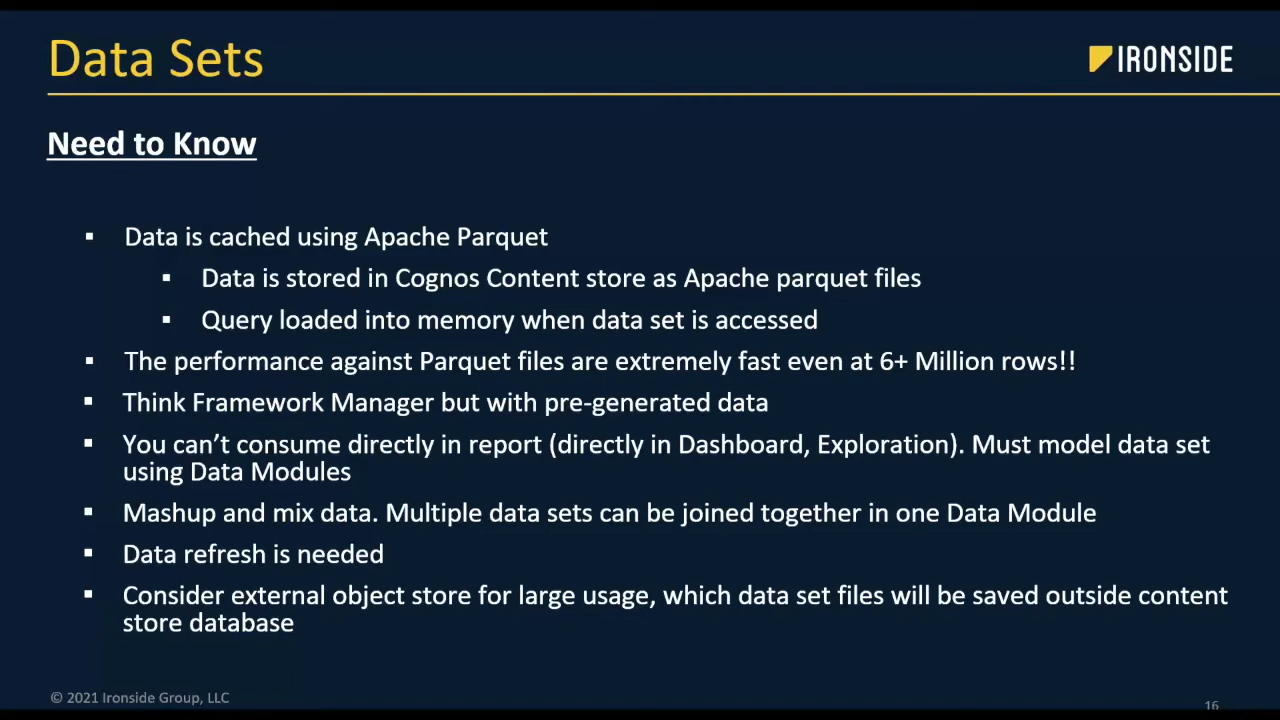 Data Sets
IRONSIDE
Need to Know
▪ Data is cached using Apache Parquet
▪ Data is stored in Cognos Content store as Apache parquet files
▪ Query loaded into memory when data set is accessed
▪ The performance against Parquet files are extremely fast even at 6+ Million rows!!
▪ Think Framework Manager but with pre-generated data
▪ You can’t consume directly in report (directly in Dashboard, Exploration). Must model data set
using Data Modules
▪ Mashup and mix data. Multiple data sets can be joined together in one Data Module
▪ Data refresh is needed
▪ Consider external object store for large usage, which data set files will be saved outside content
store database
© 2021 Ironside Group, LLC
16